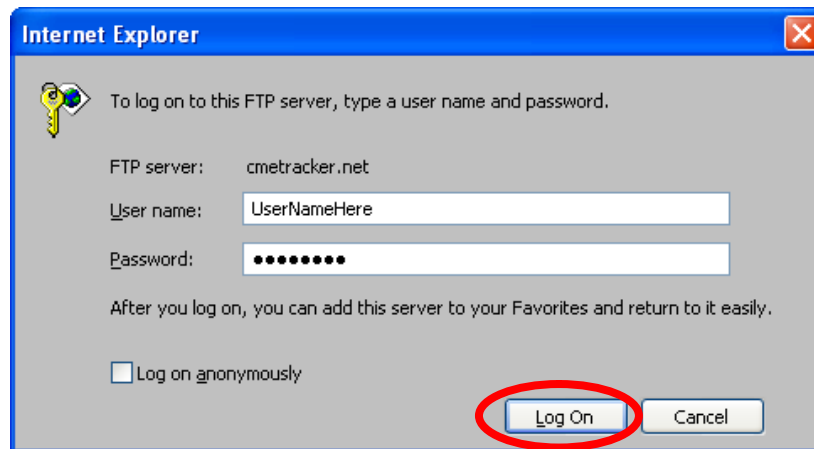 Internet Explorer
To log on to this FTP server, type a user name and password.
FTP server: cmetracker.net
User name: UserNameHere
Password: ••••••••
After you log on, you can add this server to your Favorites and return to it easily.
Log on anonymously
Log On Cancel